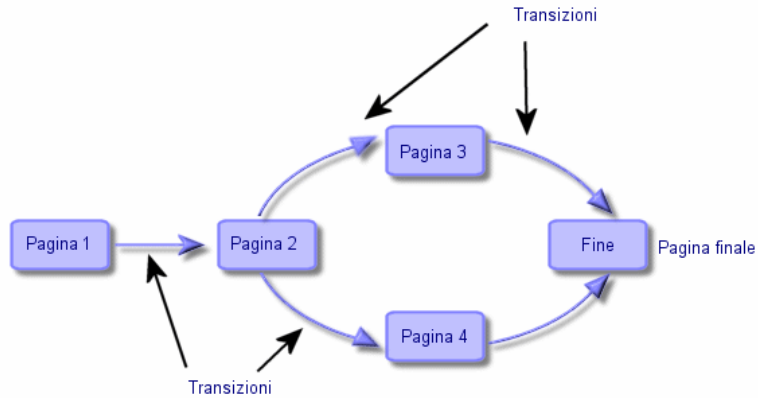 Transizioni
Pagina 3
Pagina 1
Pagina 2
Fine
Pagina finale
Pagina 4
Transizioni